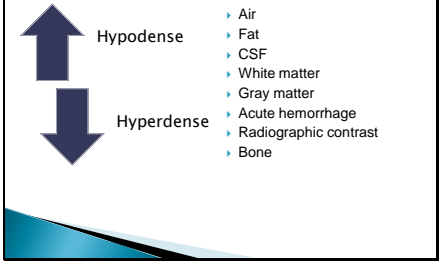 Hypodense
Hyperdense
Air
Fat
CSF
White matter
Gray matter
Acute hemorrhage
Radiographic contrast
Bone